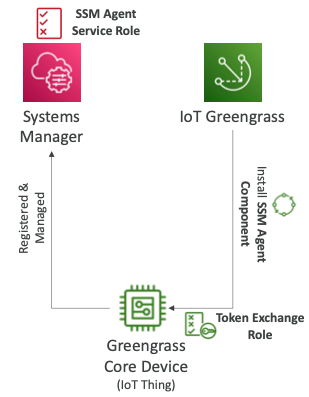 SSM Agent
Service Role
Systems
Manager
IoT Greengrass
Registered &
Managed
Install SSM Agent
Component
Token Exchange
Role
Greengrass
Core Device
(IoT Thing)